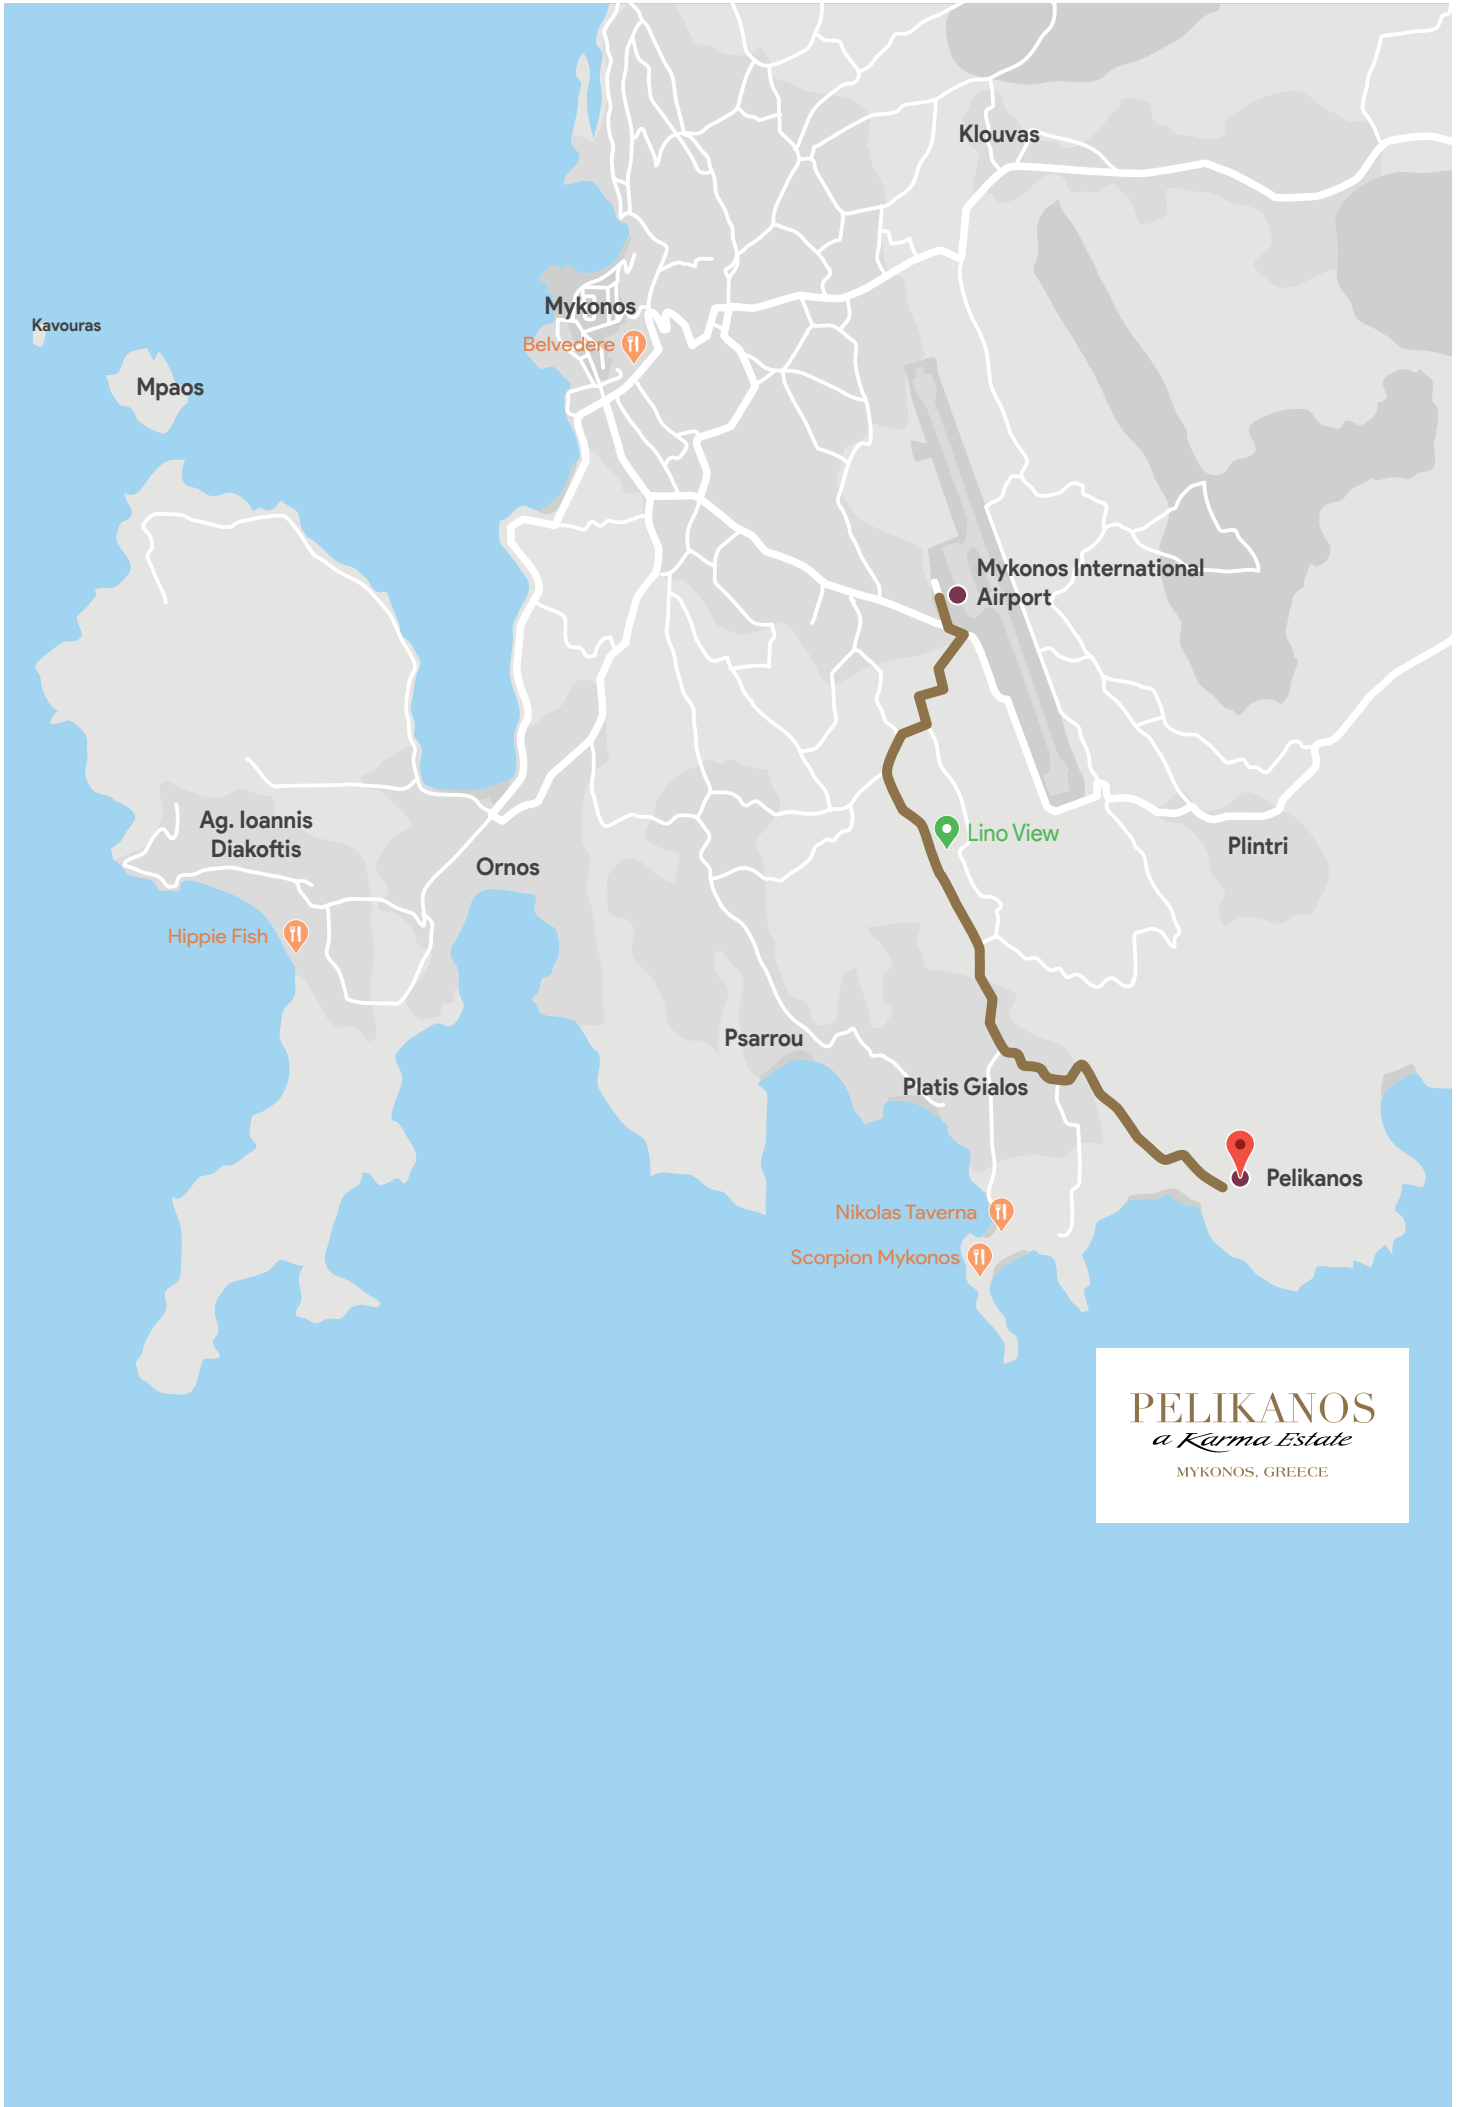 Klouvas
Mykonos
Kavouras
Belvedere
Mpaos
Mykonos International
Airport
Ag. Ioannis
Diakoftis
Lino View
Plintri
Ornos
Hippie Fish
Psarrou
Platis Gialos
Pelikanos
Nikolas Taverna
Scorpion Mykonos
PELIKANOS
a Karma Estate
MYKONOS, GREECE